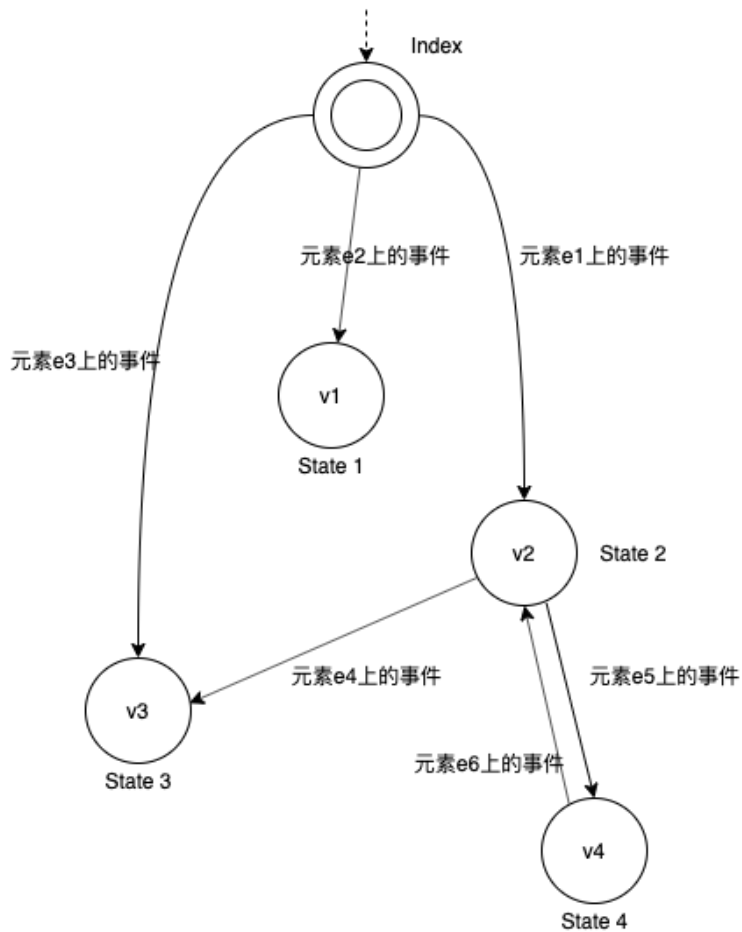 Index
元素e2上的事件
元素e1上的事件
元素e3上的事件
v1
State 1
v2
State 2
元素e4上的事件
元素e5上的事件
v3
State 3
元素e6上的事件
v4
State 4